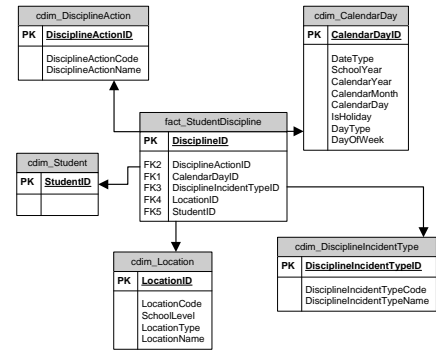 cdim_DisciplineAction
PK DisciplineActionID
DisciplineActionCode
DisciplineActionName
cdim_CalendarDay
PK CalendarDayID
DateType
SchoolYear
CalendarYear
CalendarMonth
CalendarDay
IsHoliday
DayType
DayOfWeek
fact_StudentDiscipline
PK DisciplineID
FK2 DisciplineActionID
FK1 CalendarDayID
FK3 DisciplineIncidentTypeID
FK4 LocationID
FK5 StudentID
cdim_Student
PK StudentID
cdim_Location
PK LocationID
LocationCode
SchoolLevel
LocationType
LocationName
cdim_DisciplineIncidentType
PK DisciplineIncidentTypeID
DisciplineIncidentTypeCode
DisciplineIncidentTypeName